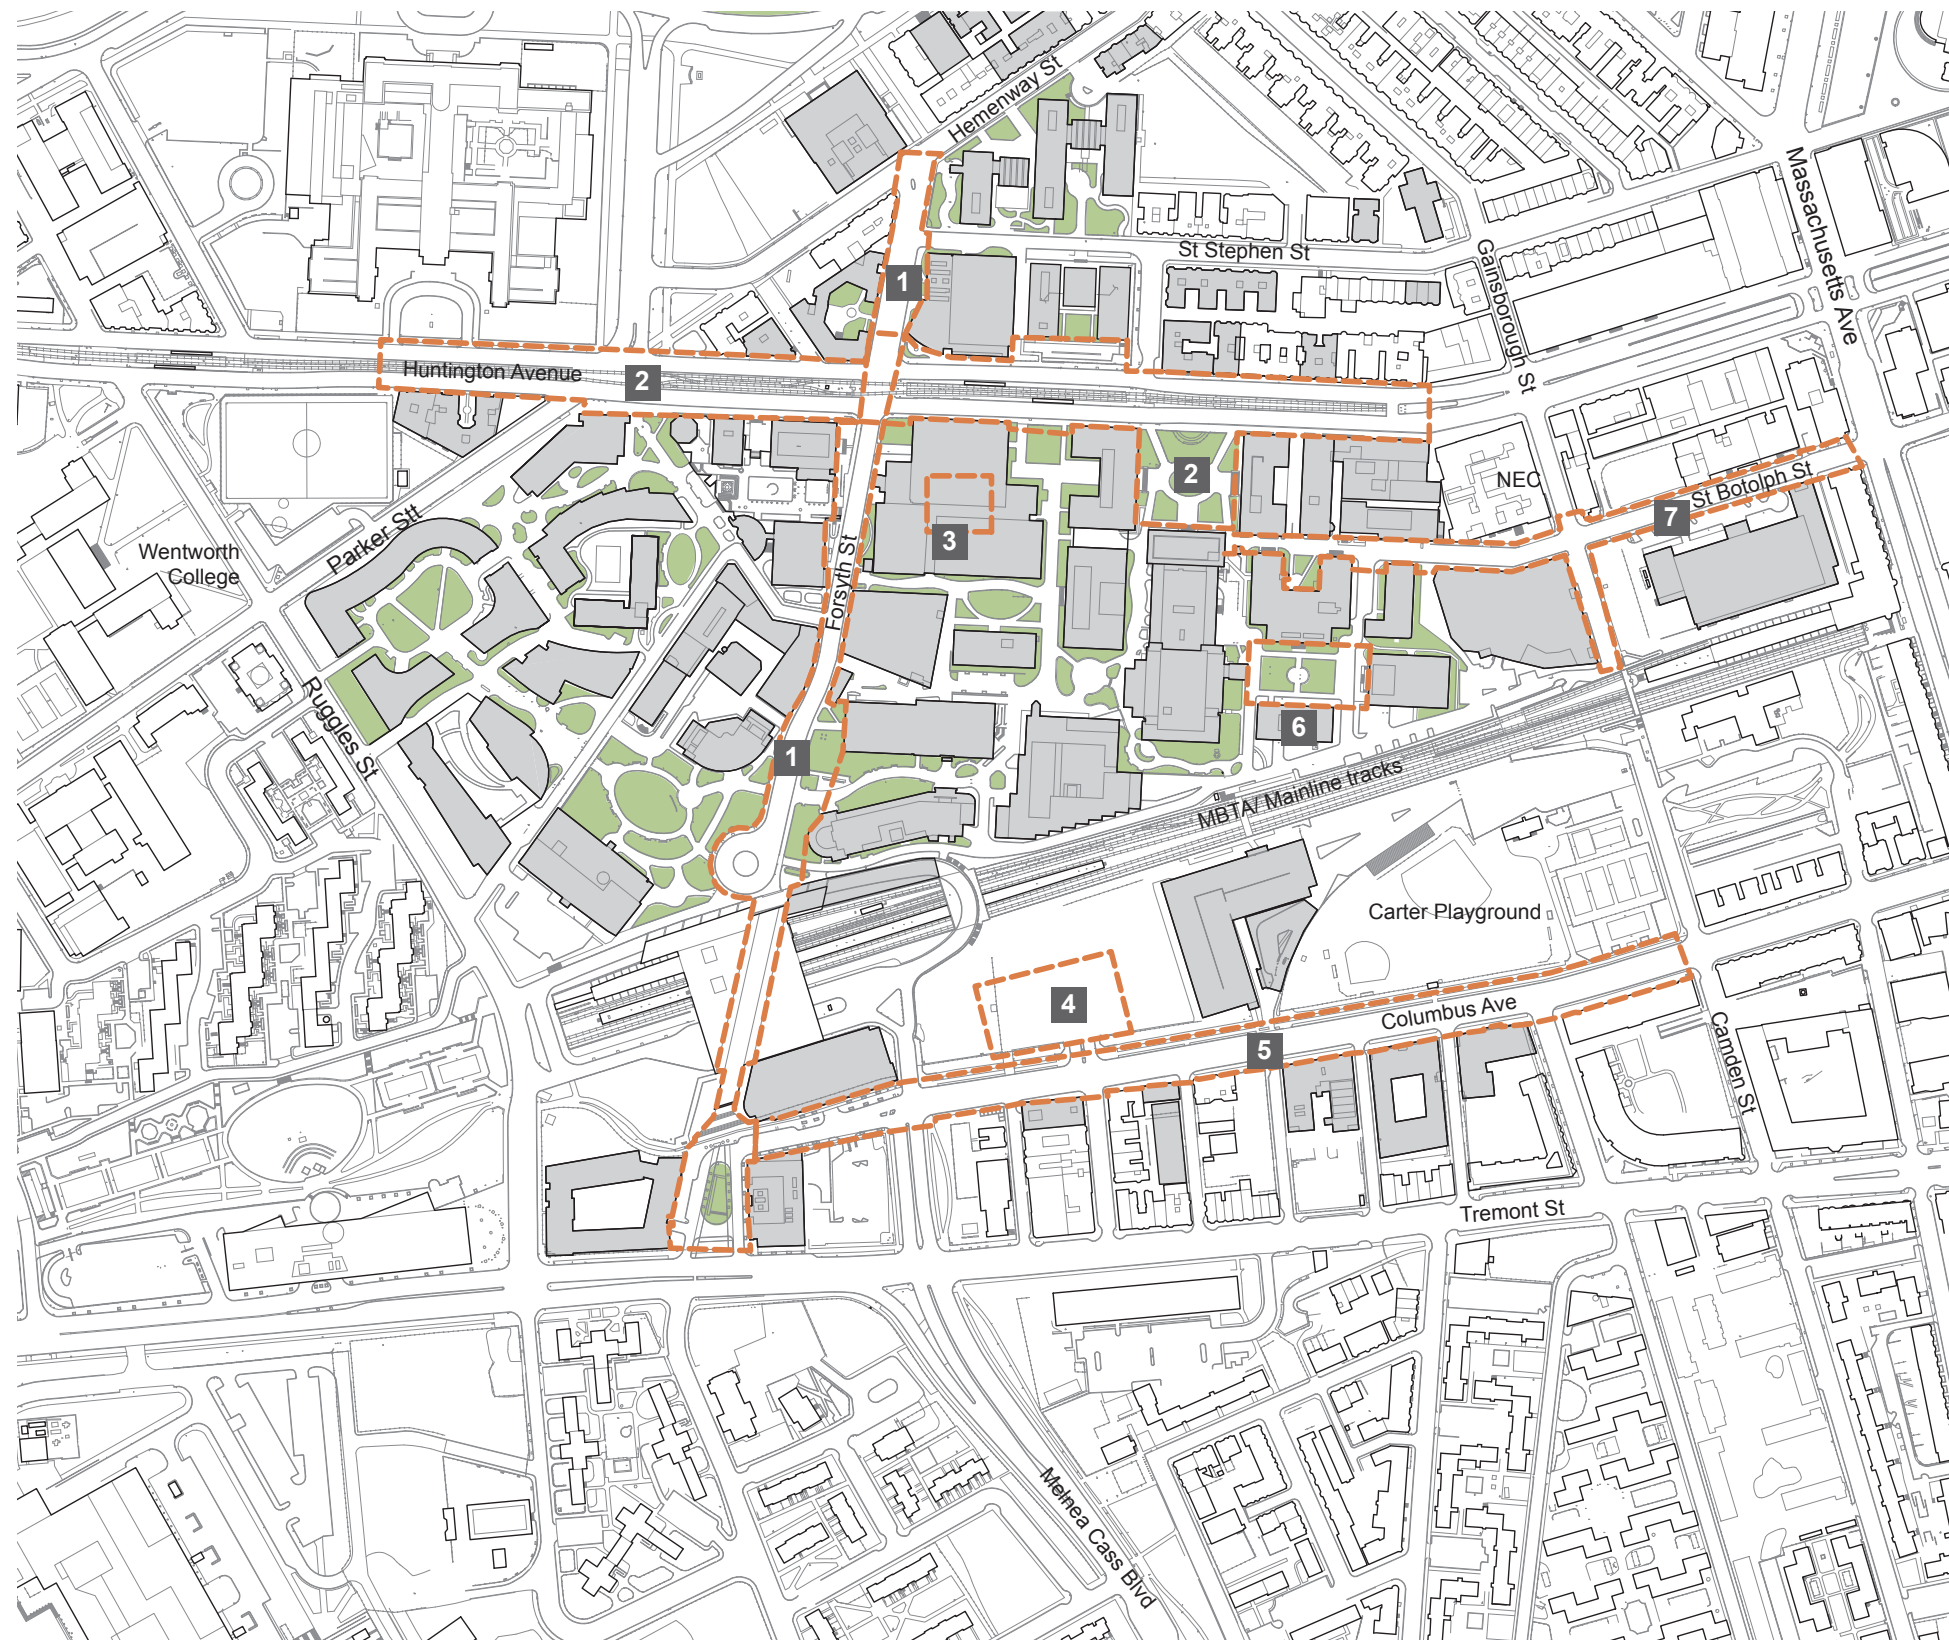 Hemenway St
Massachusetts Ave
St Stephen St
Gainsborough St
1
Huntington Avenue
2
2
NEC
St Botolph St
7
3
Parker Stt
Wentworth
College
Forsyth St
Ruggles St
6
1
MBTA/ Mainline tracks
Carter Playground
4
Columbus Ave
5
Camden St
Tremont St
Melnea Cass Blvd